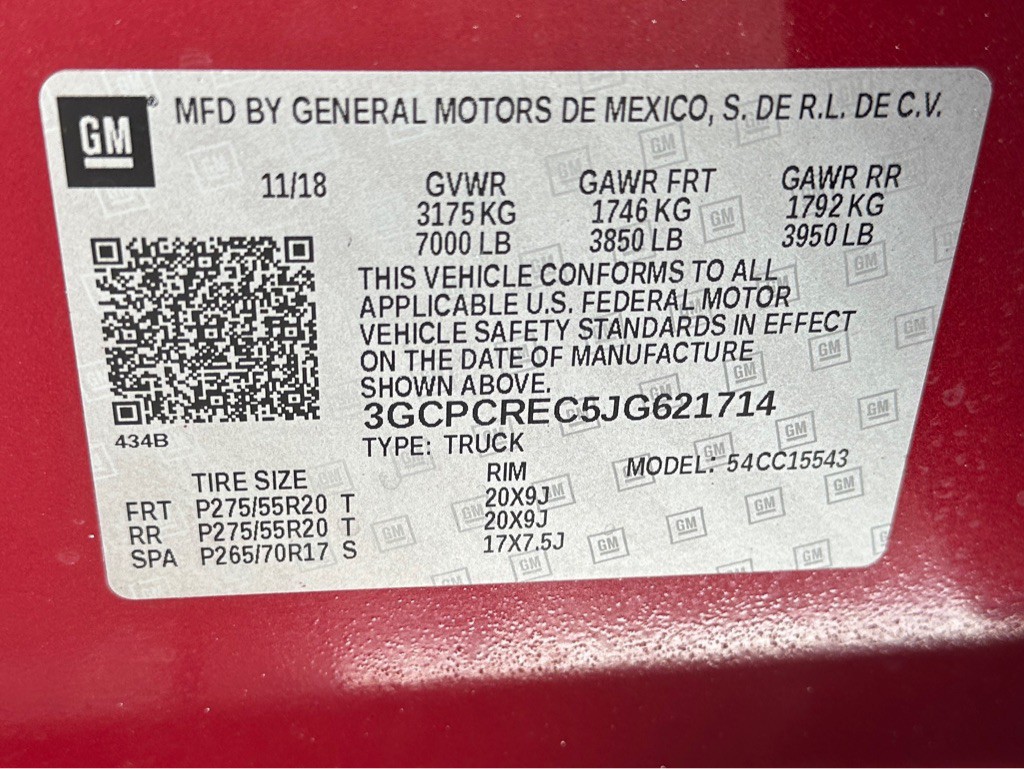 GM MFD BY GENERAL MOTORS DE MEXICO, S. DE R.L. DE C.V.
11/18 GVWR GAWR FRT GAWR RR
3175 KG 1746 KG 1792 KG
7000 LB 3850 LB 3950 LB
THIS VEHICLE CONFORMS TO ALL
APPLICABLE U.S. FEDERAL MOTOR
VEHICLE SAFETY STANDARDS IN EFFECT
ON THE DATE OF MANUFACTURE
SHOWN ABOVE.
3GCPCREC5JG621714
434B
TYPE: TRUCK
TIRE SIZE RIM MODEL: 54CC15543
FRT P275/55R20 T 20X9J
RR P275/55R20 T 20X9J
SPA P265/70R17 S 17X7.5J